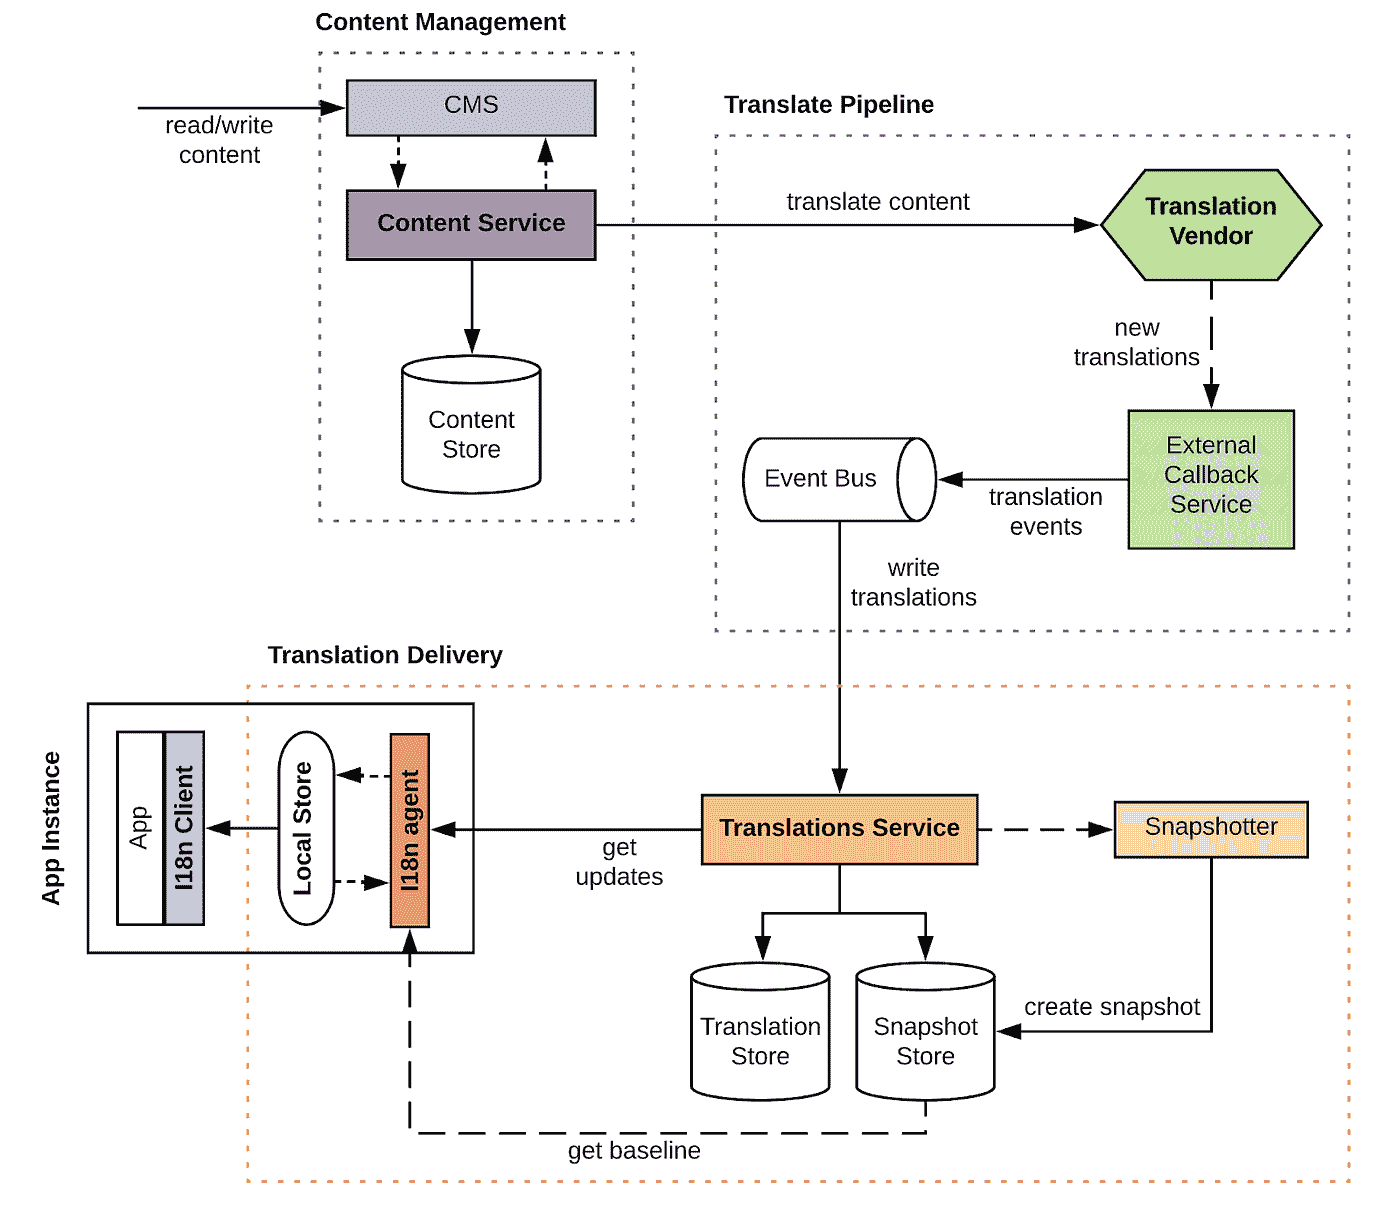 Content Management
CMS
read/write
content
Content Service
Content
Store
Translate Pipeline
translate content
Translation
Vendor
new
translations
External
Callback
Service
translation
events
Event Bus
write
translations
Translation Delivery
App Instance
App
I18n Client
Local Store
I18n agent
get
updates
Translations Service
Snapshotter
Translation
Store
Snapshot
Store
create snapshot
get baseline